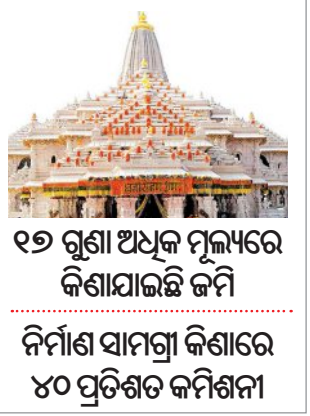 ୧୭ ଗୁଣା ଅଧିକ ମୂଲ୍ୟରେ
କିଣାଯାଇଛି ଜମି
ନିର୍ମାଣ ସାମଗ୍ରୀ କିଣାରେ
୪୦ ପ୍ରତିଶତ କମିଶନୀ